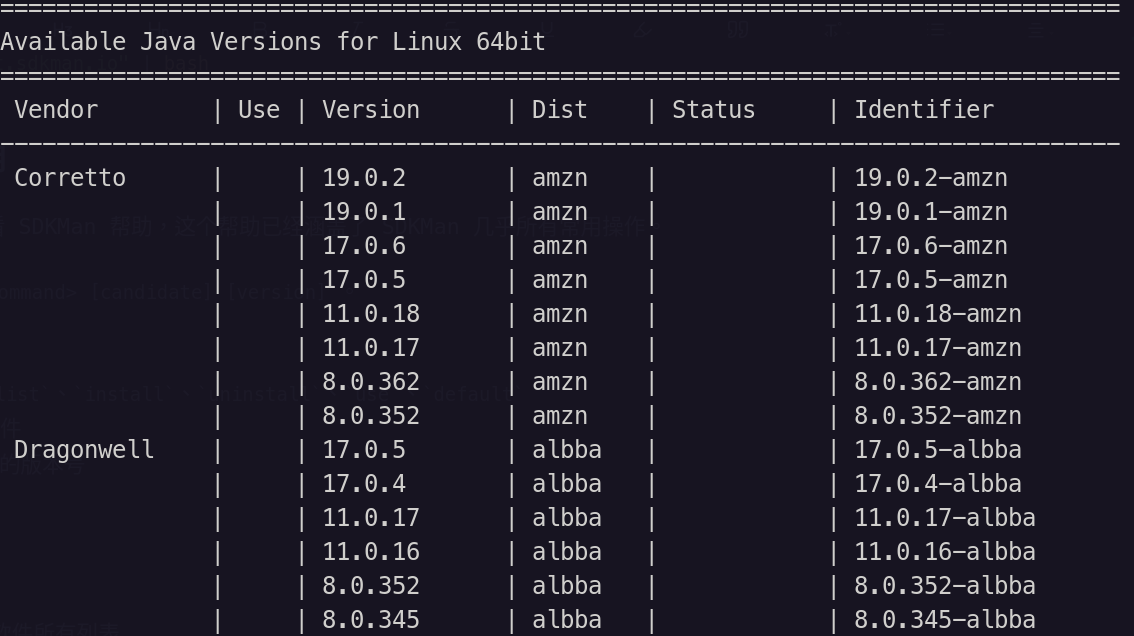 ================================================================================
Available Java Versions for Linux 64bit
================================================================================
Vendor | Use | Version | Dist | Status | Identifier
--------------------------------------------------------------------------------
Corretto | | 19.0.2 | amzn | | 19.0.2-amzn
| | 19.0.1 | amzn | | 19.0.1-amzn
| | 17.0.6 | amzn | | 17.0.6-amzn
| | 17.0.5 | amzn | | 17.0.5-amzn
| | 11.0.18 | amzn | | 11.0.18-amzn
| | 11.0.17 | amzn | | 11.0.17-amzn
| | 8.0.362 | amzn | | 8.0.362-amzn
| | 8.0.352 | amzn | | 8.0.352-amzn
Dragonwell | | 17.0.5 | albba | | 17.0.5-albba
| | 17.0.4 | albba | | 17.0.4-albba
| | 11.0.17 | albba | | 11.0.17-albba
| | 11.0.16 | albba | | 11.0.16-albba
| | 8.0.352 | albba | | 8.0.352-albba
| | 8.0.345 | albba | | 8.0.345-albba